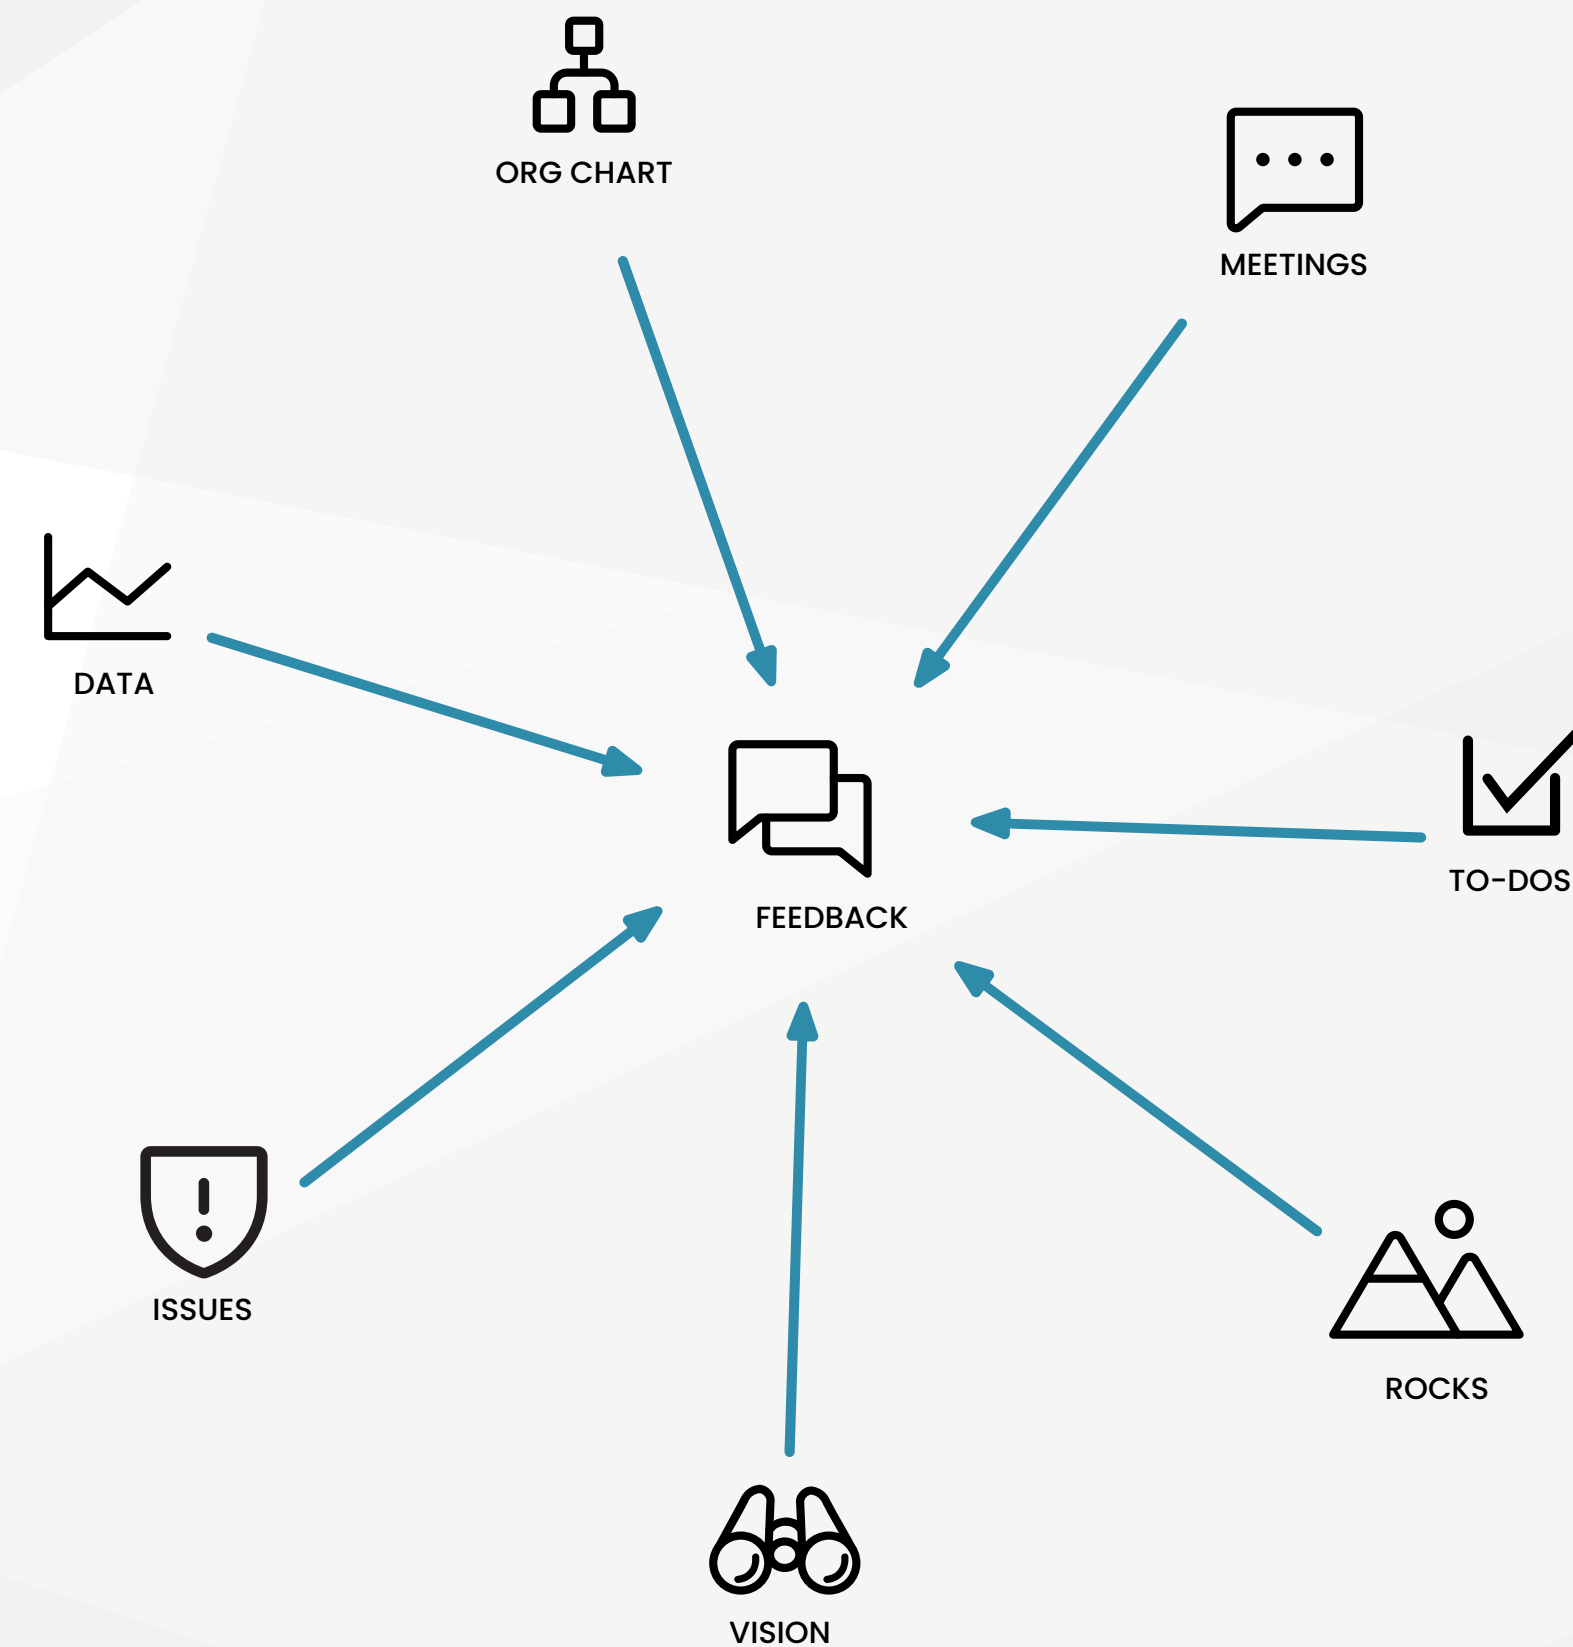 ORG CHART
MEETINGS
DATA
TO-DOS
FEEDBACK
ISSUES
ROCKS
VISION